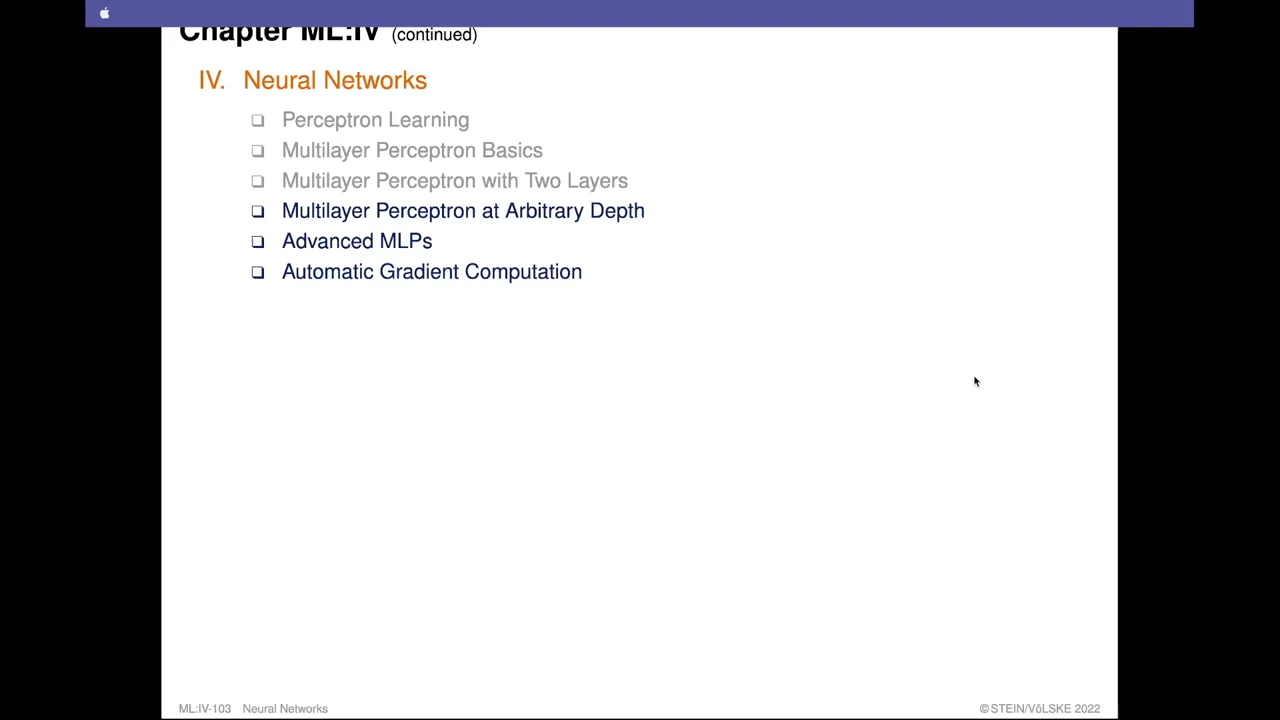 Chapter ML:IV (continued)
IV. Neural Networks
❑ Perceptron Learning
❑ Multilayer Perceptron Basics
❑ Multilayer Perceptron with Two Layers
❑ Multilayer Perceptron at Arbitrary Depth
❑ Advanced MLPs
❑ Automatic Gradient Computation
ML:IV-103 Neural Networks ©STEIN/VÖLSKE 2022